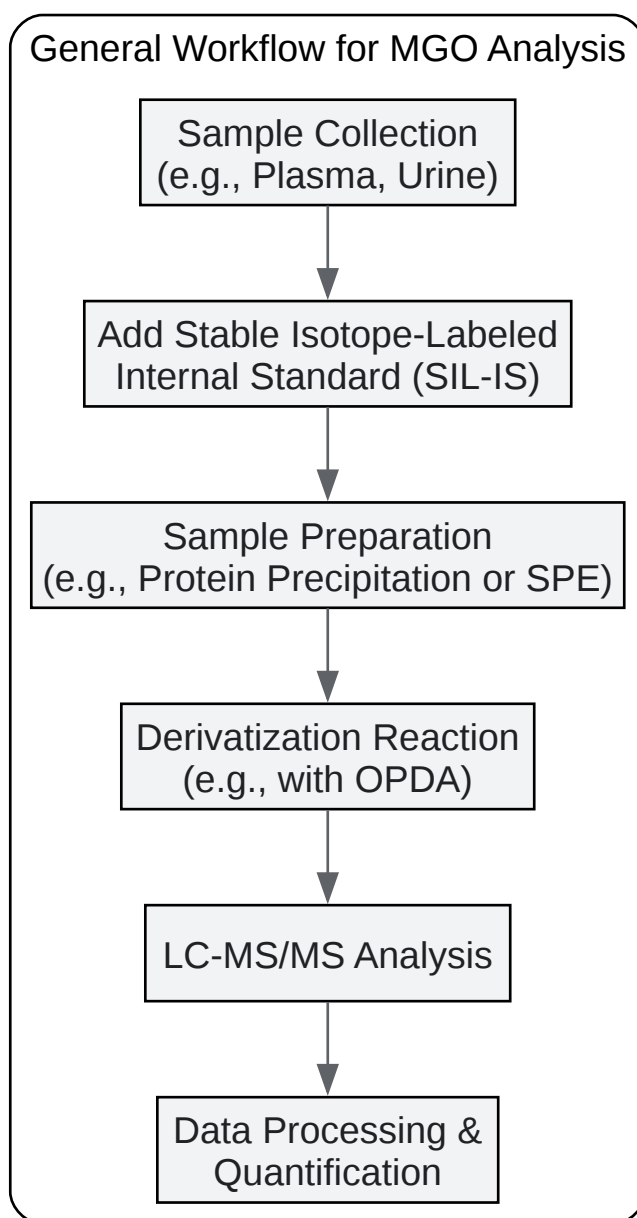 General Workflow for MGO Analysis
Sample Collection
(e.g., Plasma, Urine)
Add Stable Isotope-Labeled
Internal Standard (SIL-IS)
Sample Preparation
(e.g., Protein Precipitation or SPE)
Derivatization Reaction
(e.g., with OPDA)
LC-MS/MS Analysis
Data Processing &
Quantification